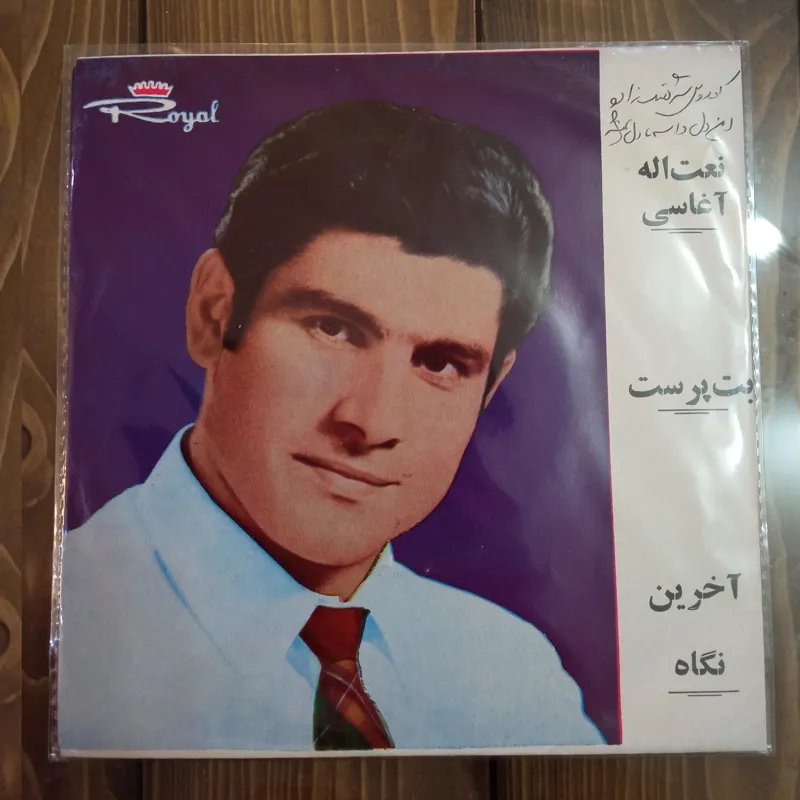 Royal
نعت‌اله
آغاسی
بت‌پرست
آخرین
نگاه